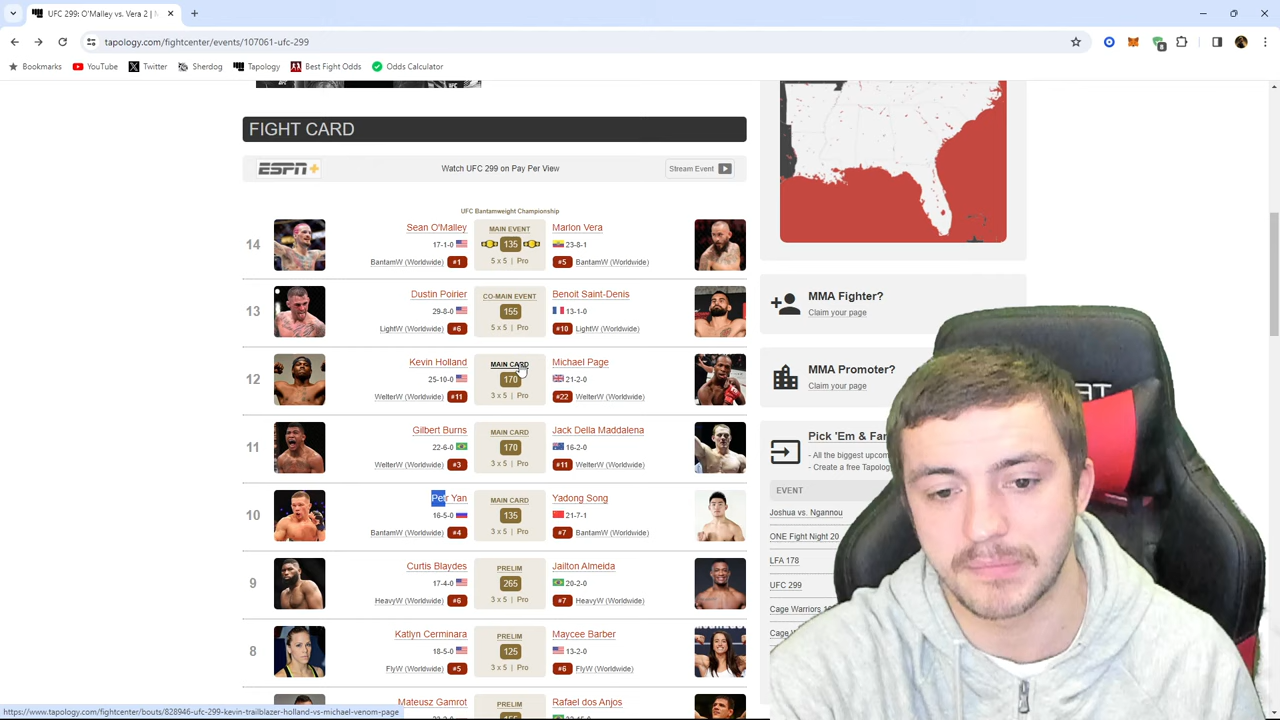 UFC 299: O'Malley vs. Vera 2 | M
tapology.com/fightcenter/events/107061-ufc-299
Bookmarks YouTube Twitter Sherdog Tapology Best Fight Odds Odds Calculator
FIGHT CARD
ESPN+ Watch UFC 299 on Pay Per View Stream Event
UFC Bantamweight Championship
14 Sean O'Malley MAIN EVENT Marlon Vera
17-1-0 135 23-8-1
BantamW (Worldwide) #1 5 x 5 | Pro #5 BantamW (Worldwide)
13 Dustin Poirier CO-MAIN EVENT Benoit Saint-Denis
29-8-0 155 13-1-0
LightW (Worldwide) #6 5 x 5 | Pro #10 LightW (Worldwide)
12 Kevin Holland MAIN CARD Michael Page
25-10-0 170 21-2-0
WelterW (Worldwide) #11 3 x 5 | Pro #22 WelterW (Worldwide)
11 Gilbert Burns MAIN CARD Jack Della Maddalena
22-6-0 170 16-2-0
WelterW (Worldwide) #3 3 x 5 | Pro #11 WelterW (Worldwide)
10 Petr Yan MAIN CARD Yadong Song
16-5-0 135 21-7-1
BantamW (Worldwide) #4 3 x 5 | Pro #7 BantamW (Worldwide)
9 Curtis Blaydes PRELIM Jailton Almeida
17-4-0 265 20-2-0
HeavyW (Worldwide) #6 3 x 5 | Pro #7 HeavyW (Worldwide)
8 Katlyn Cerminara PRELIM Maycee Barber
18-5-0 125 13-2-0
FlyW (Worldwide) #5 3 x 5 | Pro #6 FlyW (Worldwide)
Mateusz Gamrot PRELIM Rafael dos Anjos
MMA Fighter?
Claim your page
MMA Promoter?
Claim your page
Pick 'Em & Fan
- All the biggest upcom
- Create a free Tapolog
EVENT
Joshua vs. Ngannou
ONE Fight Night 20
LFA 178
UFC 299
Cage Warriors
Cage W
https://www.tapology.com/fightcenter/bouts/828946-ufc-299-kevin-trailblazer-holland-vs-michael-venom-page